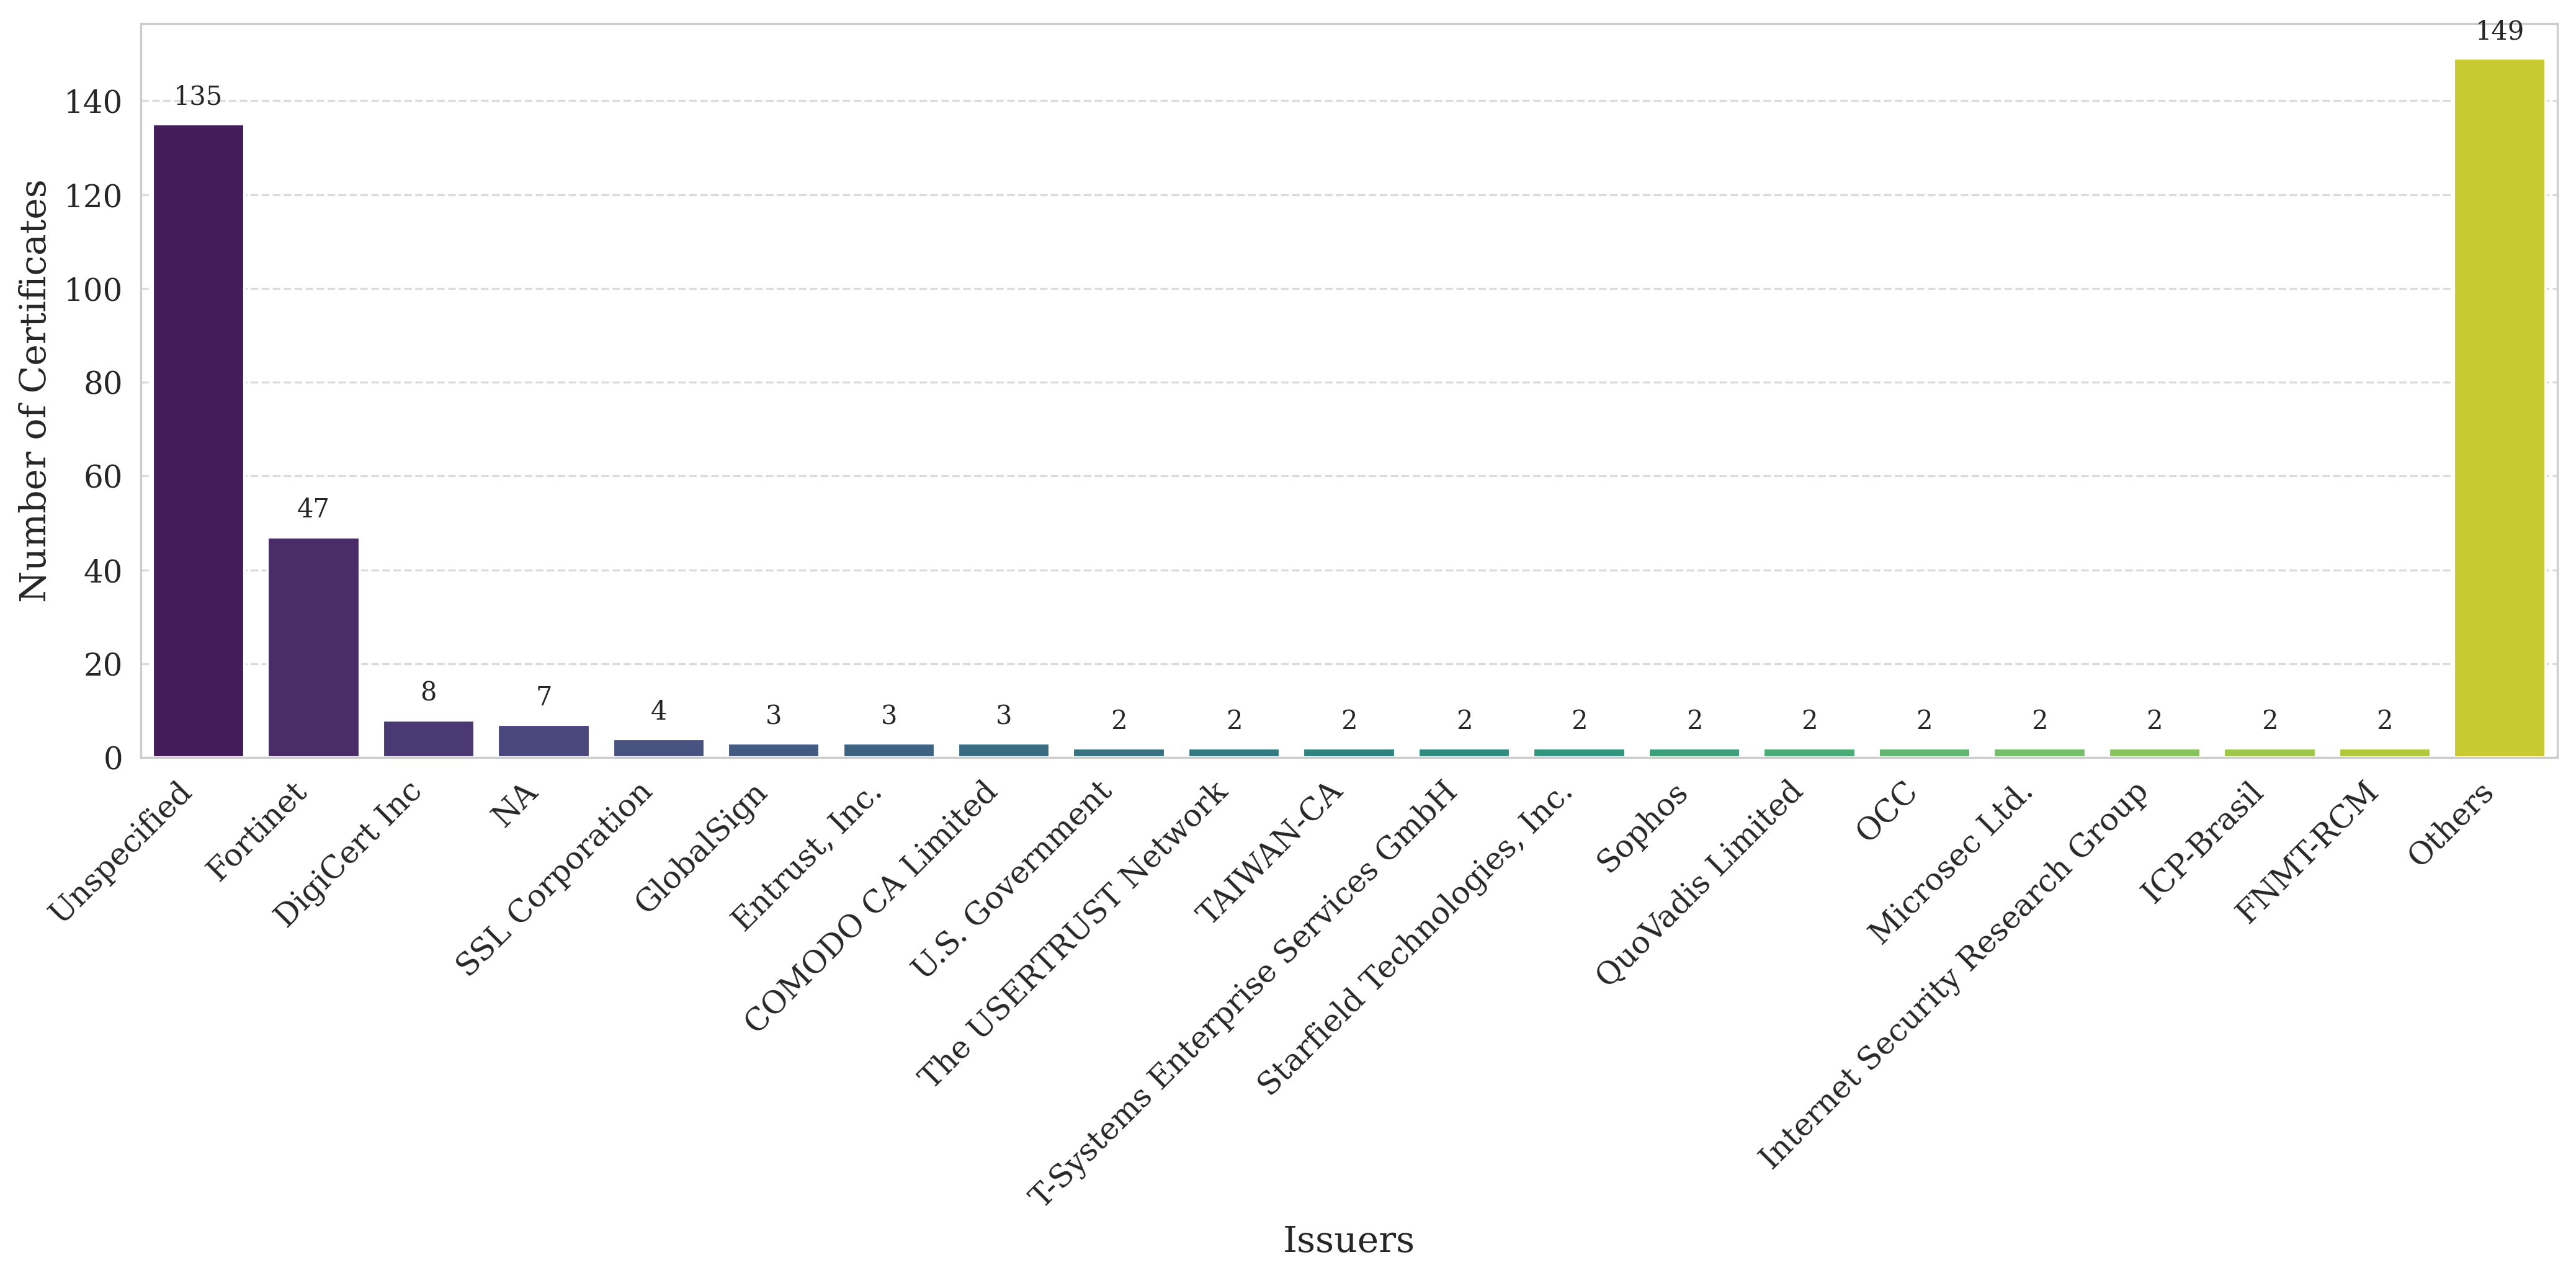 Number of Certificates
140
120
100
80
60
40
20
0
135
47
8
7
4
3
3
3
2
2
2
2
2
2
2
2
2
2
2
2
149
Unspecified
Fortinet
DigiCert Inc
NA
SSL Corporation
GlobalSign
Entrust, Inc.
COMODO CA Limited
U.S. Government
The USERTRUST Network
TAIWAN-CA
T-Systems Enterprise Services GmbH
Starfield Technologies, Inc.
Sophos
QuoVadis Limited
OCC
Microsec Ltd.
Internet Security Research Group
ICP-Brasil
FNMT-RCM
Others
Issuers